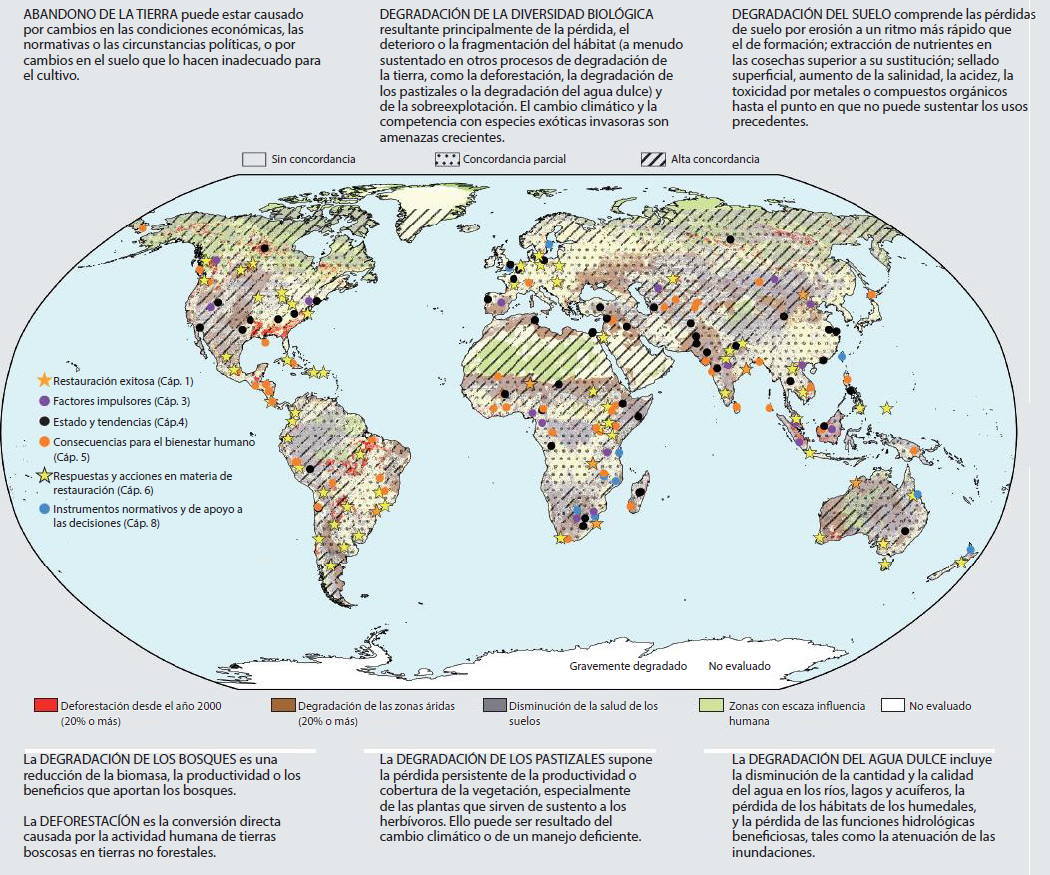 ABANDONO DE LA TIERRA puede estar causado
por cambios en las condiciones económicas, las
normativas o las circunstancias políticas, o por
cambios en el suelo que lo hacen inadecuado para
el cultivo.
DEGRADACIÓN DE LA DIVERSIDAD BIOLÓGICA
resultante principalmente de la pérdida, el
deterioro o la fragmentación del hábitat (a menudo
sustentado en otros procesos de degradación de
la tierra, como la deforestación, la degradación de
los pastizales o la degradación del agua dulce) y
de la sobreexplotación. El cambio climático y la
competencia con especies exóticas invasoras son
amenazas crecientes.
DEGRADACIÓN DEL SUELO comprende las pérdidas
de suelo por erosión a un ritmo más rápido que
el de formación; extracción de nutrientes en
las cosechas superior a su sustitución; sellado
superficial, aumento de la salinidad, la acidez, la
toxicidad por metales o compuestos orgánicos
hasta el punto en que no puede sustentar los usos
precedentes.
Sin concordancia
Concordancia parcial
Alta concordancia
Restauración exitosa (Cáp. 1)
Factores impulsores (Cáp. 3)
Estado y tendencias (Cáp.4)
Consecuencias para el bienestar humano
(Cáp. 5)
Respuestas y acciones en materia de
restauración (Cáp. 6)
Instrumentos normativos y de apoyo a
las decisiones (Cáp. 8)
Gravemente degradado
No evaluado
Deforestación desde el año 2000
(20% o más)
Degradación de las zonas áridas
(20% o más)
Disminución de la salud de los
suelos
Zonas con escaza influencia
humana
No evaluado
La DEGRADACIÓN DE LOS BOSQUES es una
reducción de la biomasa, la productividad o los
beneficios que aportan los bosques.
La DEFORESTACÍÓN es la conversión directa
causada por la actividad humana de tierras
boscosas en tierras no forestales.
La DEGRADACIÓN DE LOS PASTIZALES supone
la pérdida persistente de la productividad o
cobertura de la vegetación, especialmente
de las plantas que sirven de sustento a los
herbívoros. Ello puede ser resultado del
cambio climático o de un manejo deficiente.
La DEGRADACIÓN DEL AGUA DULCE incluye
la disminución de la cantidad y la calidad
del agua en los ríos, lagos y acuíferos, la
pérdida de los hábitats de los humedales,
y la pérdida de las funciones hidrológicas
beneficiosas, tales como la atenuación de las
inundaciones.